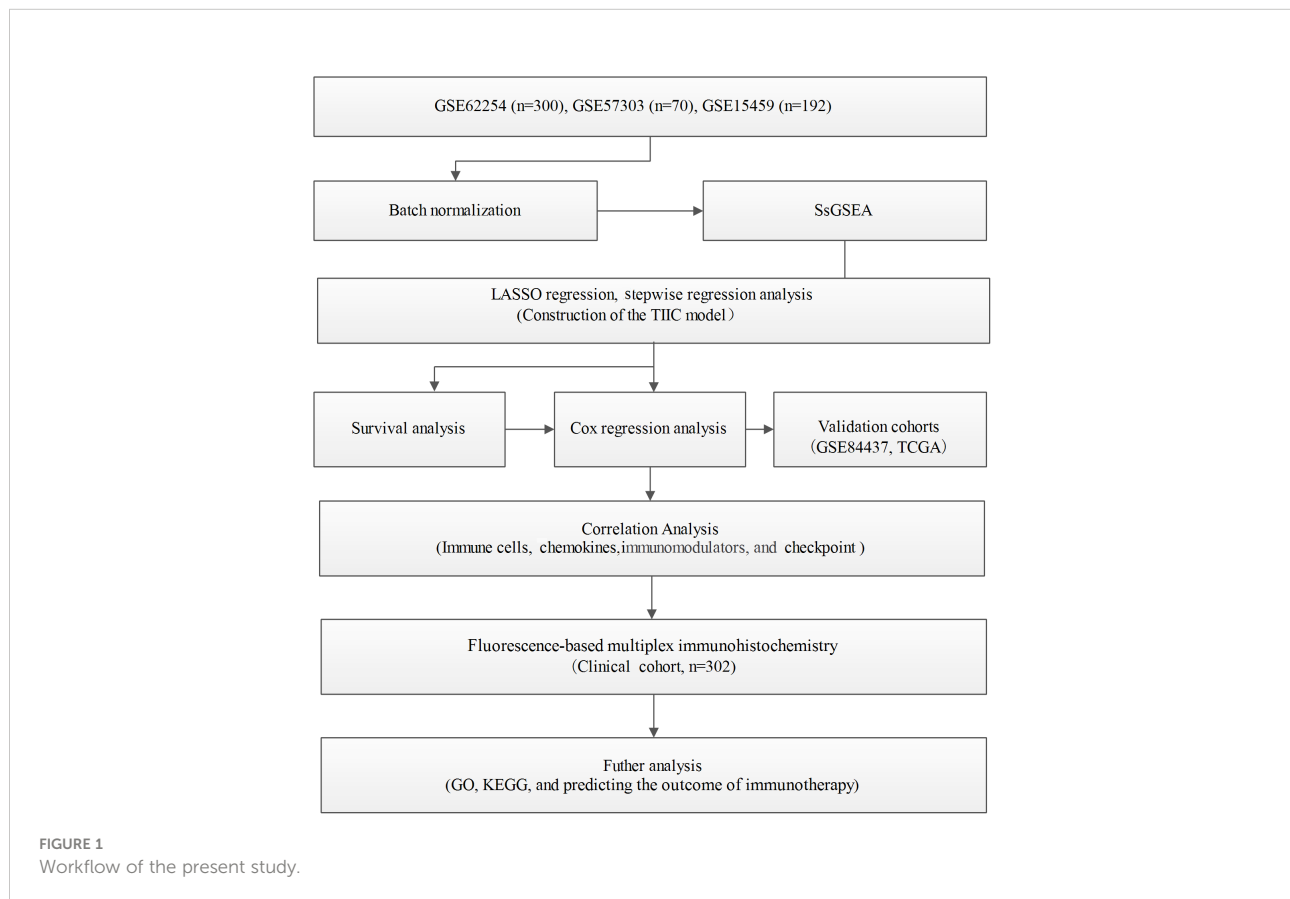 GSE62254 (n=300), GSE57303 (n=70), GSE15459 (n=192)
Batch normalization
SsGSEA
LASSO regression, stepwise regression analysis
(Construction of the TIIC model）
Survival analysis
Cox regression analysis
Validation cohorts
（GSE84437, TCGA)
Correlation Analysis
(Immune cells, chemokines,immunomodulators, and checkpoint )
Fluorescence-based multiplex immunohistochemistry
（Clinical cohort, n=302)
Futher analysis
(GO, KEGG, and predicting the outcome of immunotherapy)
FIGURE 1
Workflow of the present study.